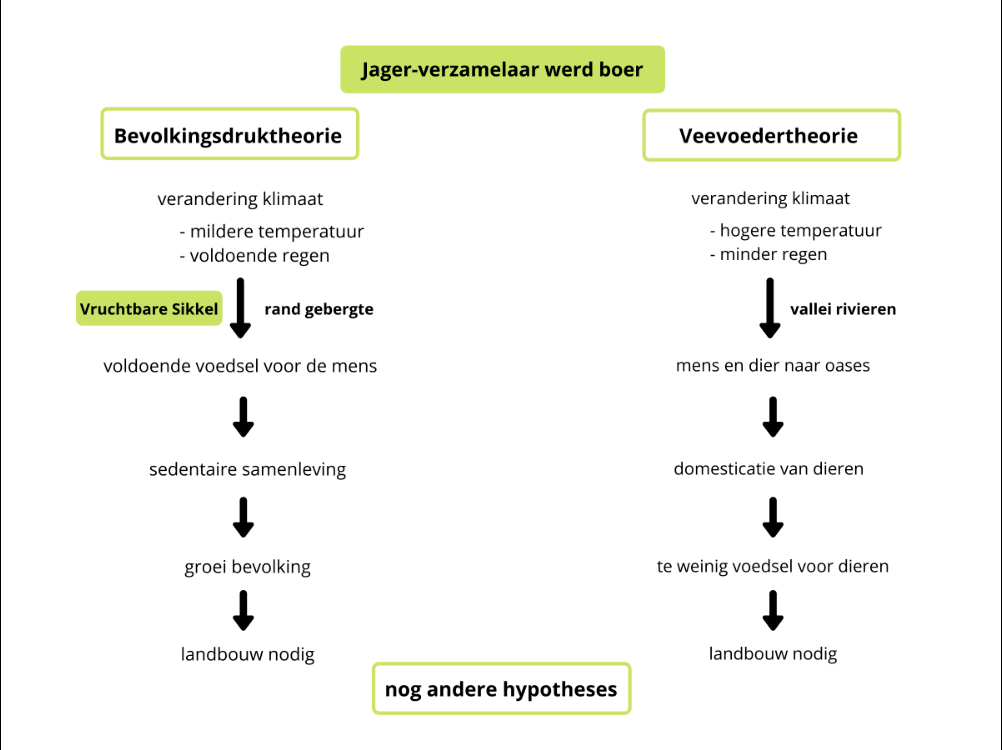 Jager-verzamelaar werd boer
Bevolkingsdruktheorie
verandering klimaat
- mildere temperatuur
- voldoende regen
Vruchtbare Sikkel
rand gebergte
voldoende voedsel voor de mens
sedentaire samenleving
groei bevolking
landbouw nodig
Veevoedertheorie
verandering klimaat
- hogere temperatuur
- minder regen
vallei rivieren
mens en dier naar oases
domesticatie van dieren
te weinig voedsel voor dieren
landbouw nodig
nog andere hypotheses